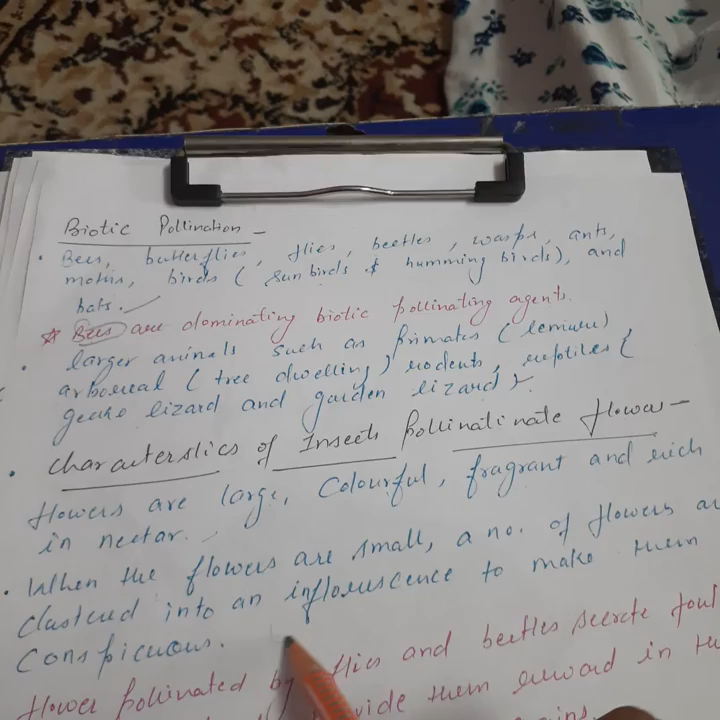 Biotic Pollination -
• Bees, butterflies, flies, beetles, wasps, ants,
moths, birds ( sun birds & humming birds), and
bats.
☆ Bees are dominating biotic pollinating agents.
• larger animals such as primates ( lemurs)
arboreal ( tree dwelling ) rodents, reptiles {
gecko lizard and garden lizard }.
• Characterstics of Insects Pollinatinate flower -
flowers are large, Colourful, fragrant and rich
in nectar.
• When the flowers are small, a no. of flowers are
clustered into an inflorescence to make them
Conspicuous.
flower pollinated by flies and beetles secrete foul
vide them reward in the